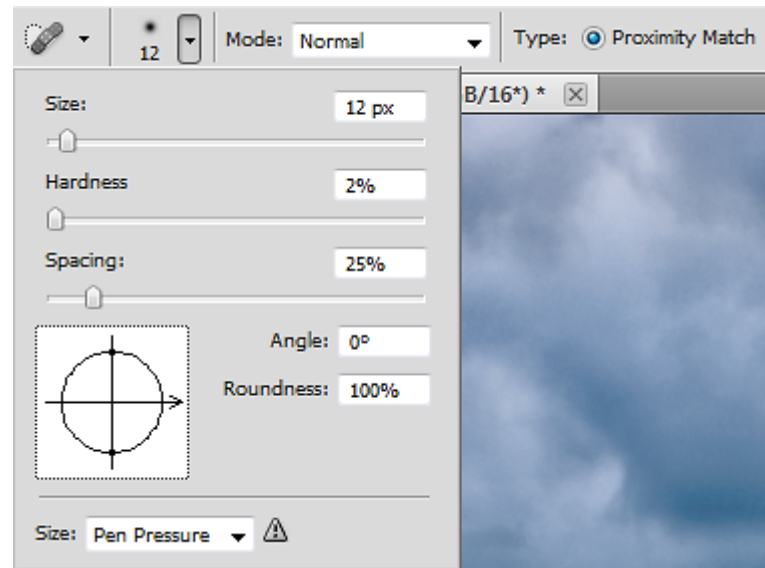 12 Mode: Normal Type: Proximity Match
B/16*) *
Size: 12 px
Hardness 2%
Spacing: 25%
Angle: 0º
Roundness: 100%
Size: Pen Pressure